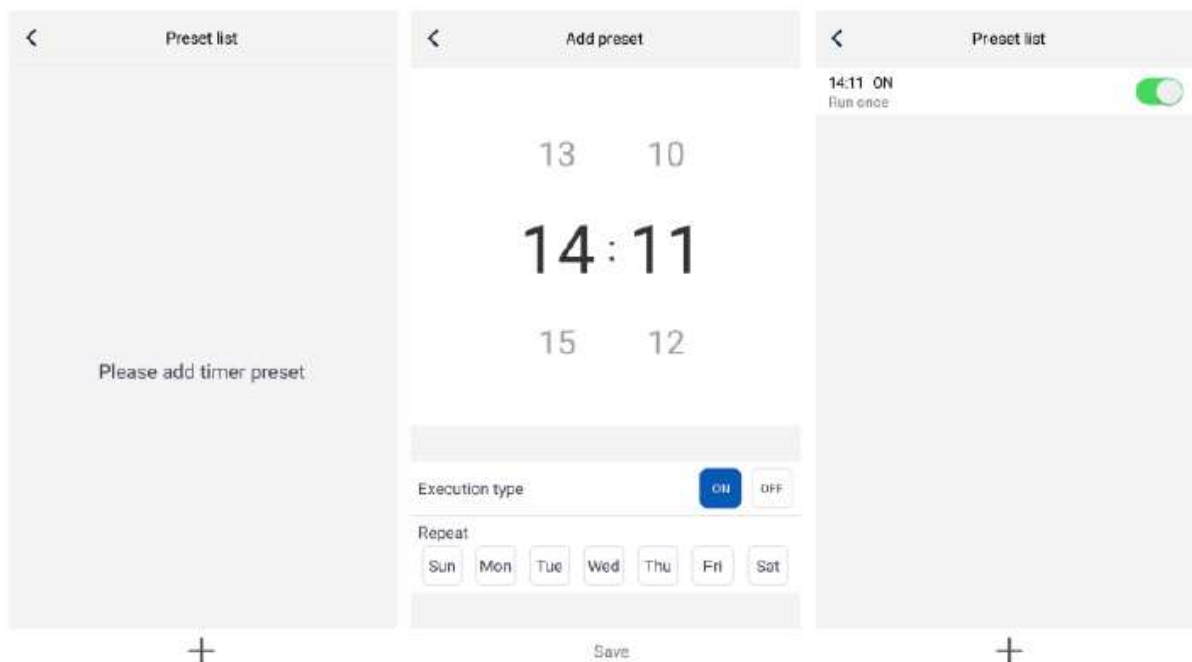 Preset list
Please add timer preset
Add preset
13 10
14 : 11
15 12
Execution type ON OFF
Repeat
Sun Mon Tue Wed Thu Fri Sat
Save
Preset list
14:11 ON
Run once